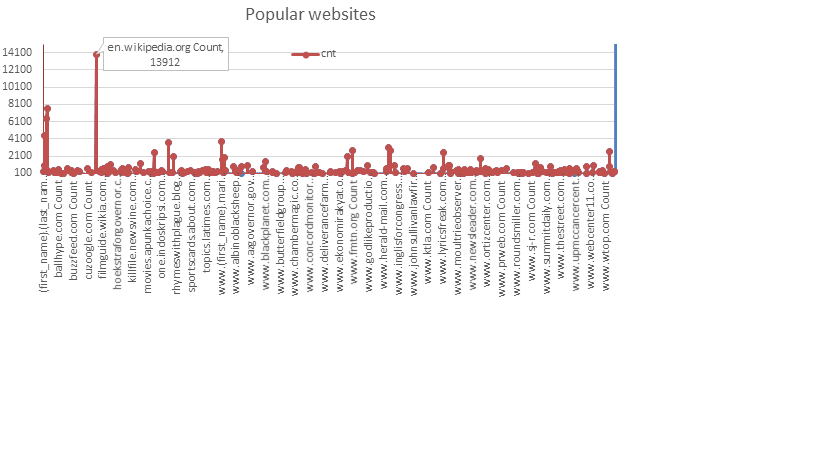 Popular websites
en.wikipedia.org Count,
13912
cnt
14100
12100
10100
8100
6100
4100
2100
100
(first_name),(last_nam…
ballhype.com Count
buzzfeed.com Count
cuzoogle.com Count
filmguide.wikia.com…
hoekstraforgovernor.c…
killfile.newsvine.com…
movies.apunkachoice.c…
one.indoskripsi.com…
rhymeswithplague.blog…
sportscards.about.com…
topics.latimes.com…
www.(first_name).mari…
www.albinoblacksheep…
www.azgovernor.gov…
www.blackplanet.com…
www.butterfieldgroup…
www.chambermagic.co…
www.concordmonitor…
www.deliverancefarm…
www.ekonomirakyat.o…
www.fmtn.org Count
www.godlikeproductio…
www.herald-mail.com…
www.inglisforcongress…
www.johnsullivanlawfir…
www.ktla.com Count
www.lyricsfreak.com…
www.moultrieobserver…
www.newsleader.com…
www.ortizcenter.com…
www.prweb.com Count
www.roundsmiller.com…
www.sj-r.com Count
www.summitdaily.com…
www.thestreet.com…
www.upmccancercent…
www.webcenter11.co…
www.wtop.com Count